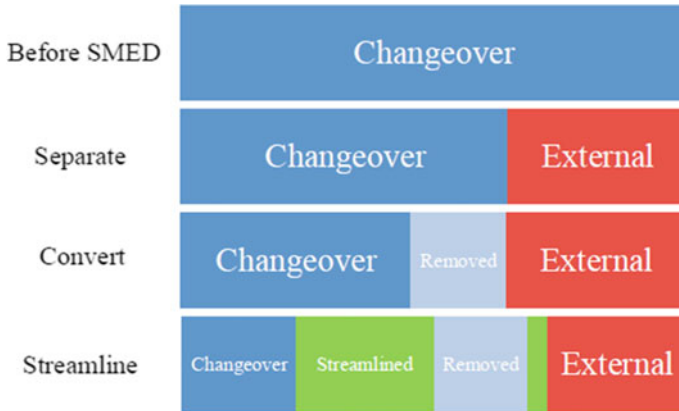 Before SMED
Changeover
Separate
Changeover
External
Convert
Changeover
Removed
External
Streamline
Changeover
Streamlined
Removed
External